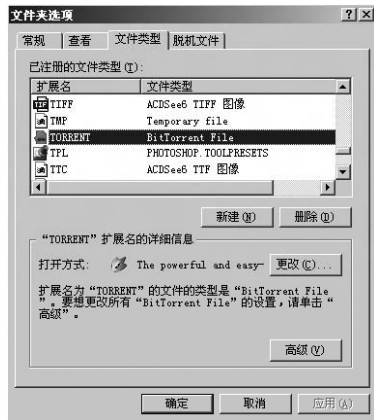 文件夹选项
常规 查看 文件类型 脱机文件
已注册的文件类型(T):
扩展名 文件类型
TIFF ACDSee6 TIFF 图像
TMP Temporary file
TORRENT BitTorrent File
TPL PHOTOSHOP.TOOLPRESETS
TTC ACDSee6 TTF 图像
新建(N) 删除(D)
“TORRENT”扩展名的详细信息
打开方式: The powerful and easy- 更改(C)...
扩展名为“TORRENT”的文件的类型是“BitTorrent File
”。要想更改所有“BitTorrent File”的设置，请单击“
高级”。
高级(V)
确定 取消 应用(A)